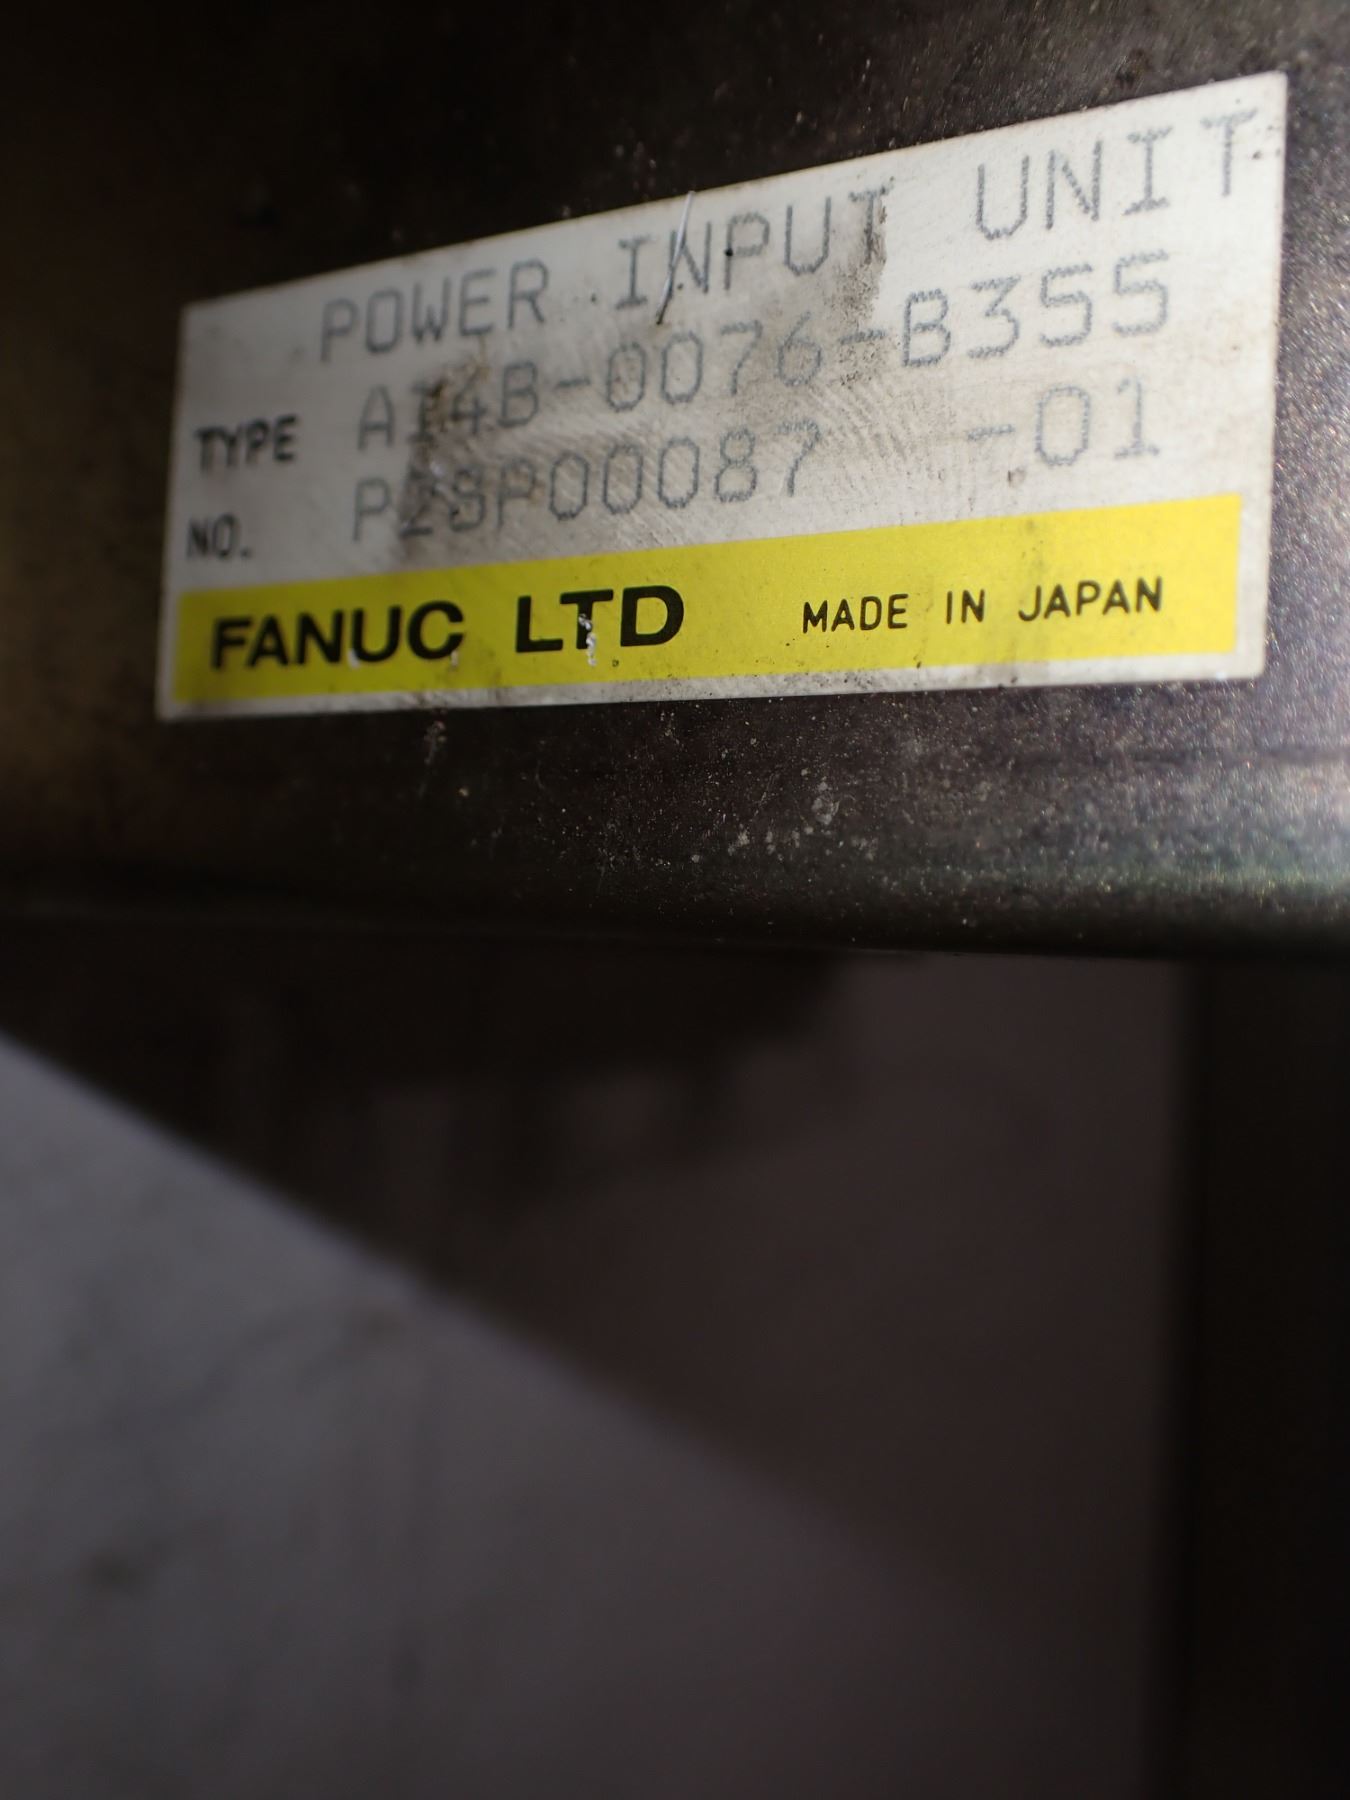 POWER INPUT UNIT
TYPE A14B-0076-B355
NO. P28P00087 -01
FANUC LTD MADE IN JAPAN